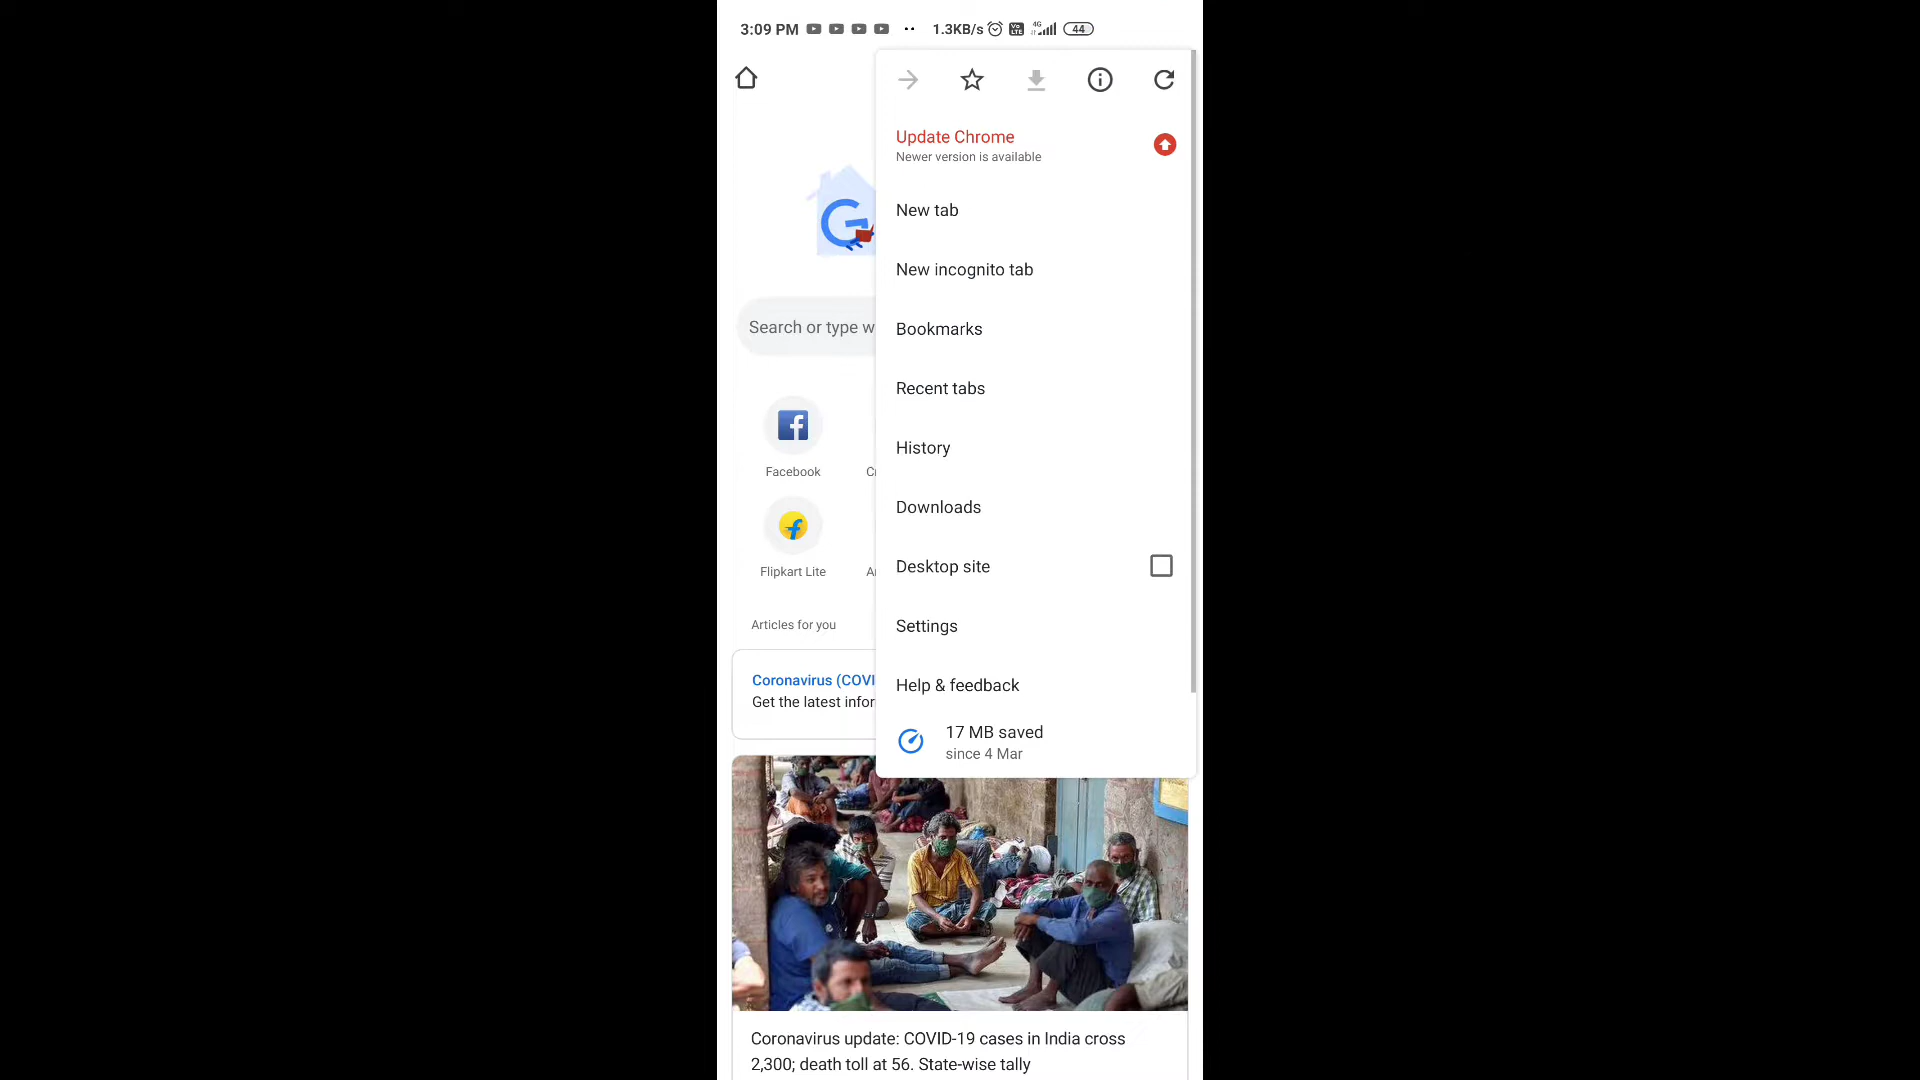 3:09 PM
1.3KB/s
Vo
LTE
4G
44
Update Chrome
Newer version is available
New tab
New incognito tab
Bookmarks
Recent tabs
History
Downloads
Desktop site
Settings
Help & feedback
17 MB saved
since 4 Mar
G
Search or type w
Facebook
Flipkart Lite
Articles for you
Coronavirus (COVI
Get the latest infor
Coronavirus update: COVID-19 cases in India cross
2,300; death toll at 56. State-wise tally